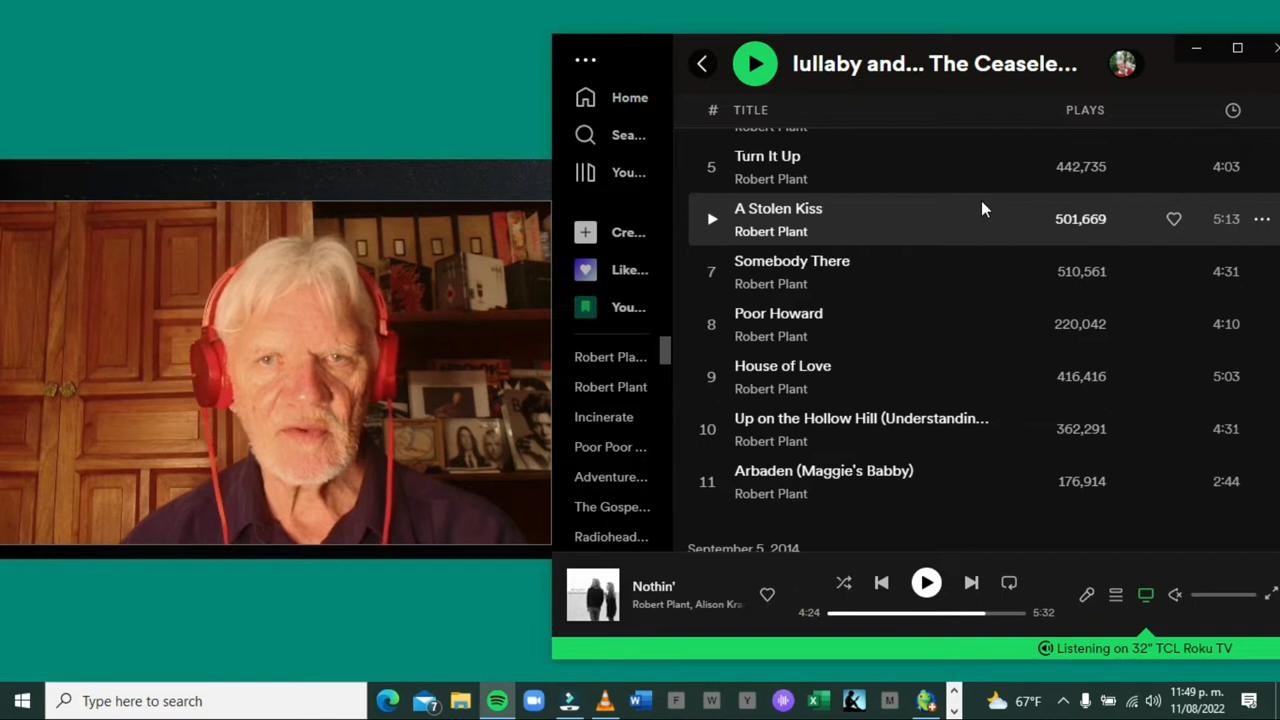 lullaby and... The Ceasele...
# TITLE PLAYS
Robert Plant
5 Turn It Up 442,735 4:03
Robert Plant
A Stolen Kiss 501,669 5:13
Robert Plant
7 Somebody There 510,561 4:31
Robert Plant
8 Poor Howard 220,042 4:10
Robert Plant
9 House of Love 416,416 5:03
Robert Plant
10 Up on the Hollow Hill (Understandin... 362,291 4:31
Robert Plant
11 Arbaden (Maggie's Babby) 176,914 2:44
Robert Plant
September 5, 2014
Home
Sea...
You...
Cre...
Like...
You...
Robert Pla...
Robert Plant
Incinerate
Poor Poor ...
Adventure...
The Gospe...
Radiohead...
Nothin'
Robert Plant, Alison Kra
4:24 5:32
Listening on 32" TCL Roku TV
Type here to search
7
W
F
W
Y
M
67°F
11:49 p. m.
11/08/2022